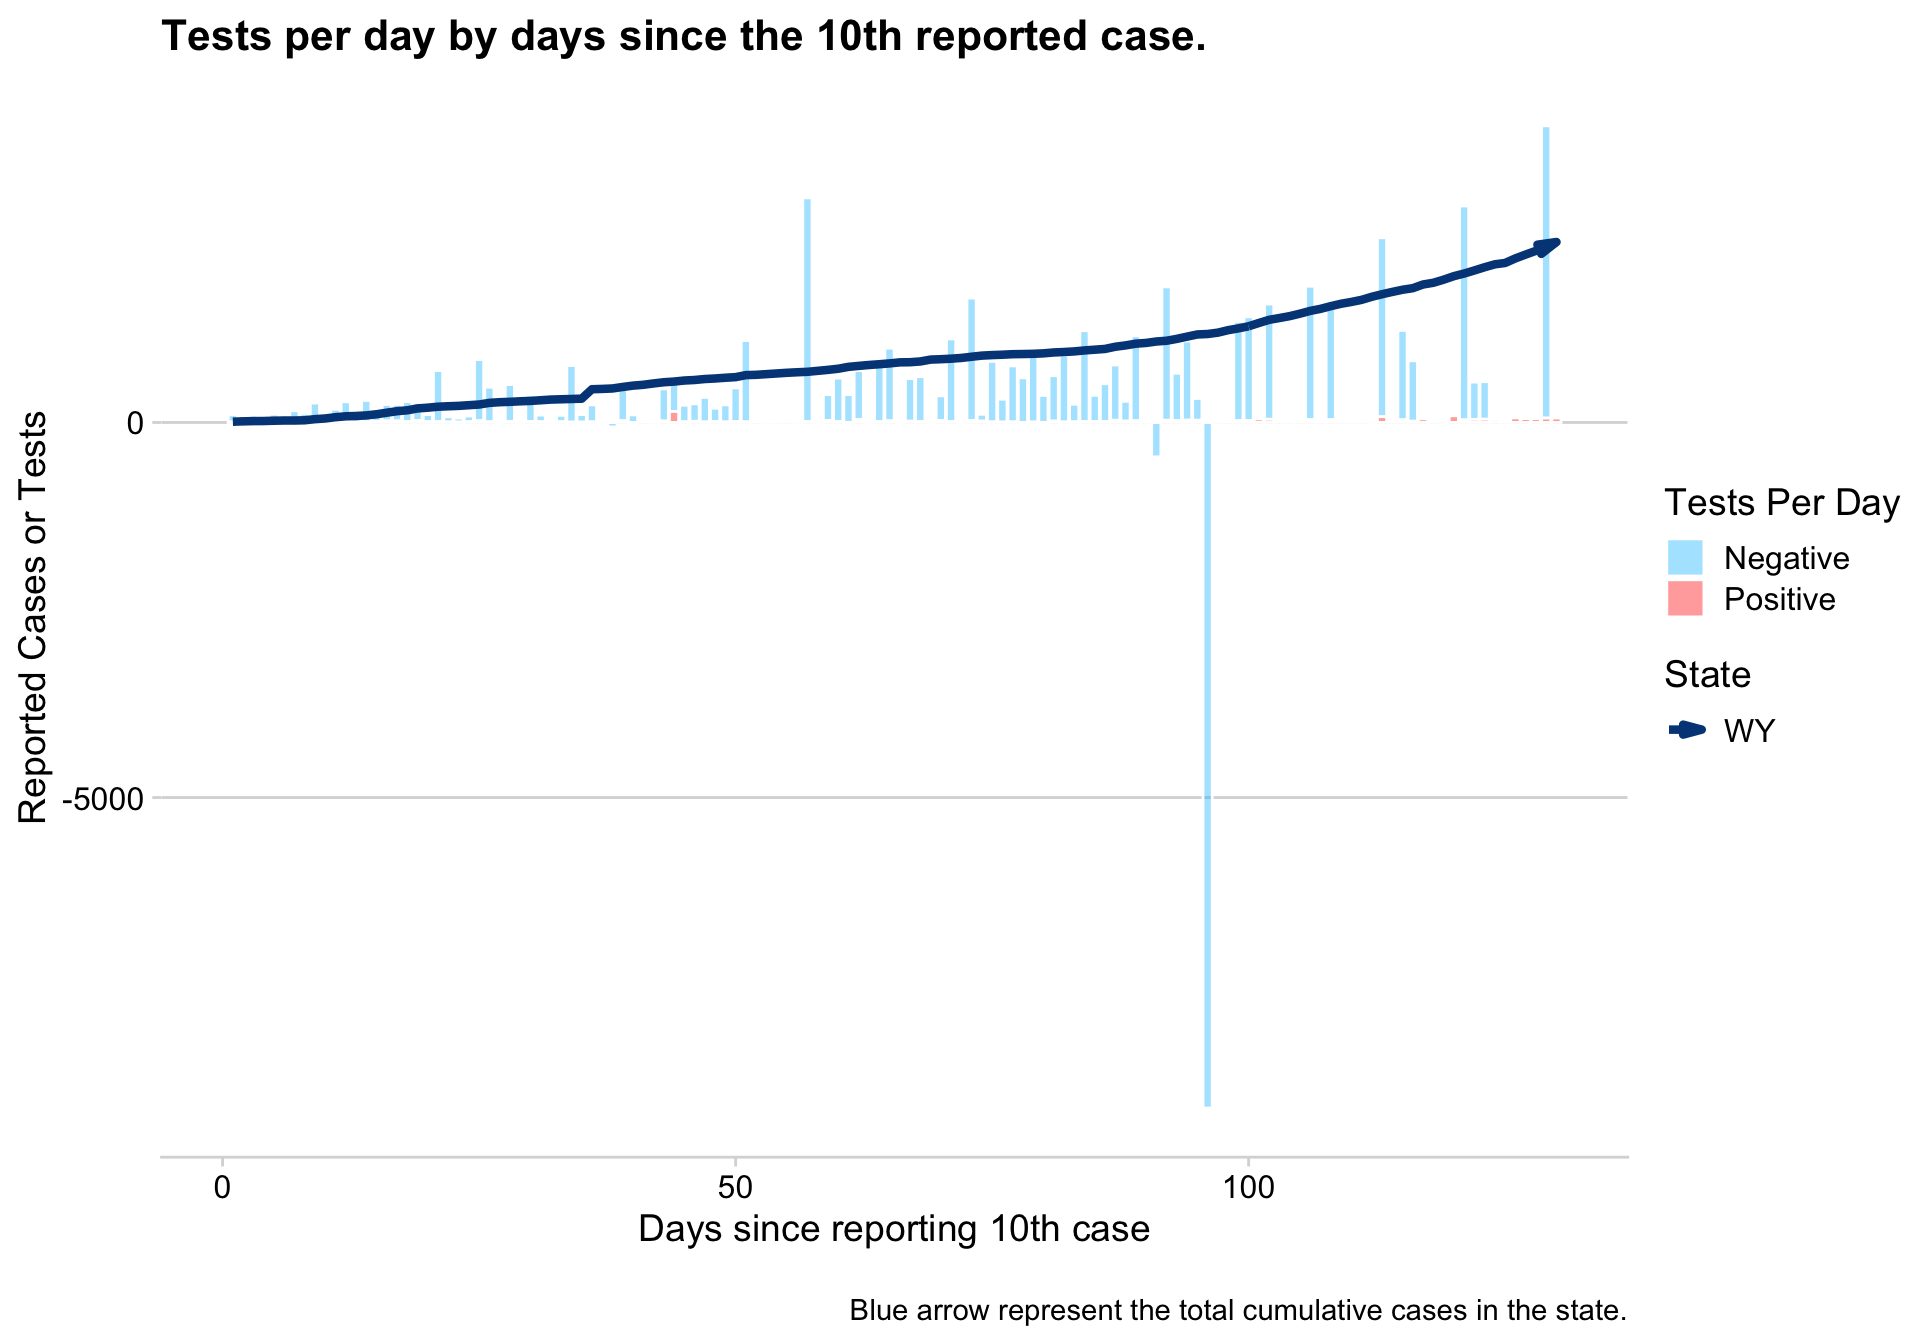 Tests per day by days since the 10th reported case.
Reported Cases or Tests
0
-5000
0
50
100
Days since reporting 10th case
Tests Per Day
Negative
Positive
State
WY
Blue arrow represent the total cumulative cases in the state.